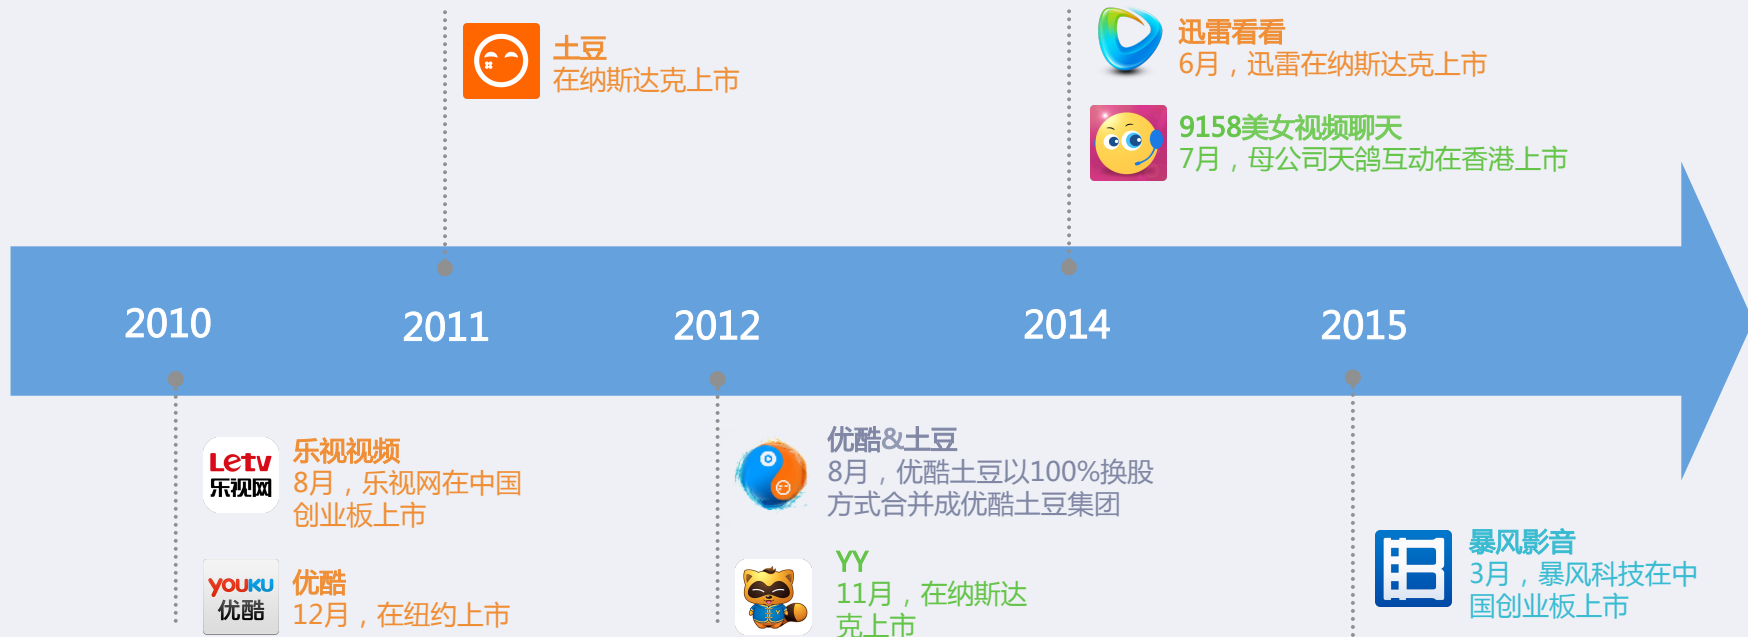 土豆
在纳斯达克上市
迅雷看看
6月，迅雷在纳斯达克上市
9158美女视频聊天
7月，母公司天鸽互动在香港上市
2010
2011
2012
2014
2015
Letv
乐视网
乐视视频
8月，乐视网在中国
创业板上市
YOUKU
优酷
优酷
12月，在纽约上市
优酷&土豆
8月，优酷土豆以100%换股
方式合并成优酷土豆集团
YY
11月，在纳斯达
克上市
暴风影音
3月，暴风科技在中
国创业板上市